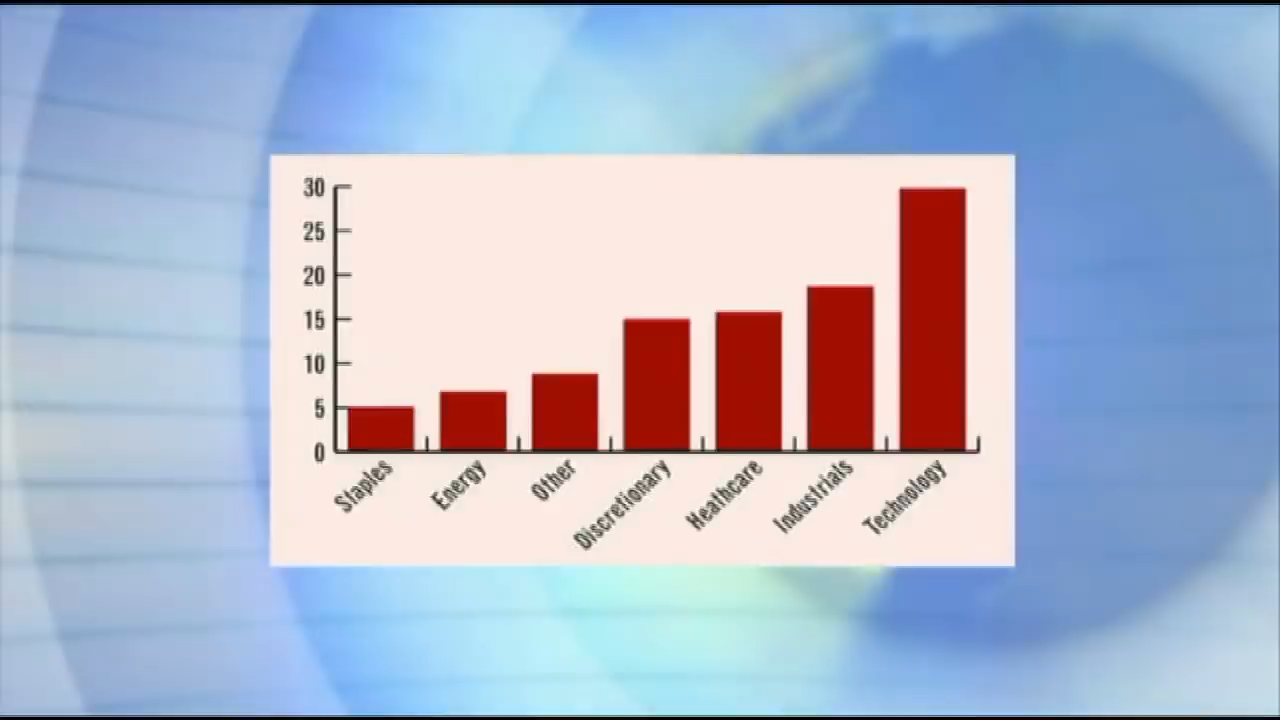 30
25
20
15
10
5
0
Staples
Energy
Other
Discretionary
Heathcare
Industrials
Technology